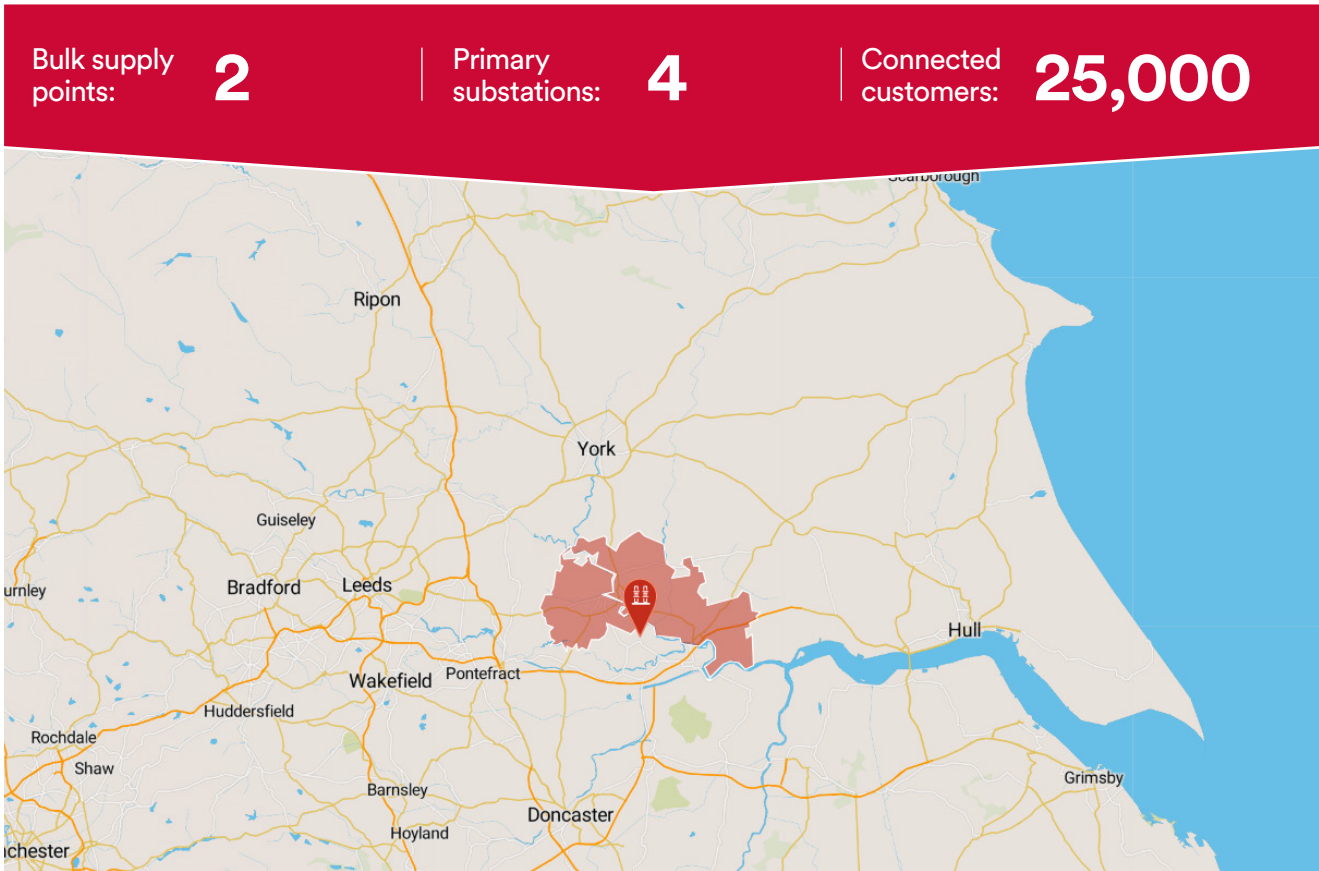 Bulk supply
points:
2
Primary
substations:
4
Connected
customers:
25,000
Scarborough
Ripon
York
Guiseley
Bradford
Leeds
urnley
Hull
Wakefield
Pontefract
Huddersfield
Rochdale
Shaw
Grimsby
Barnsley
Doncaster
Hoyland
nchester